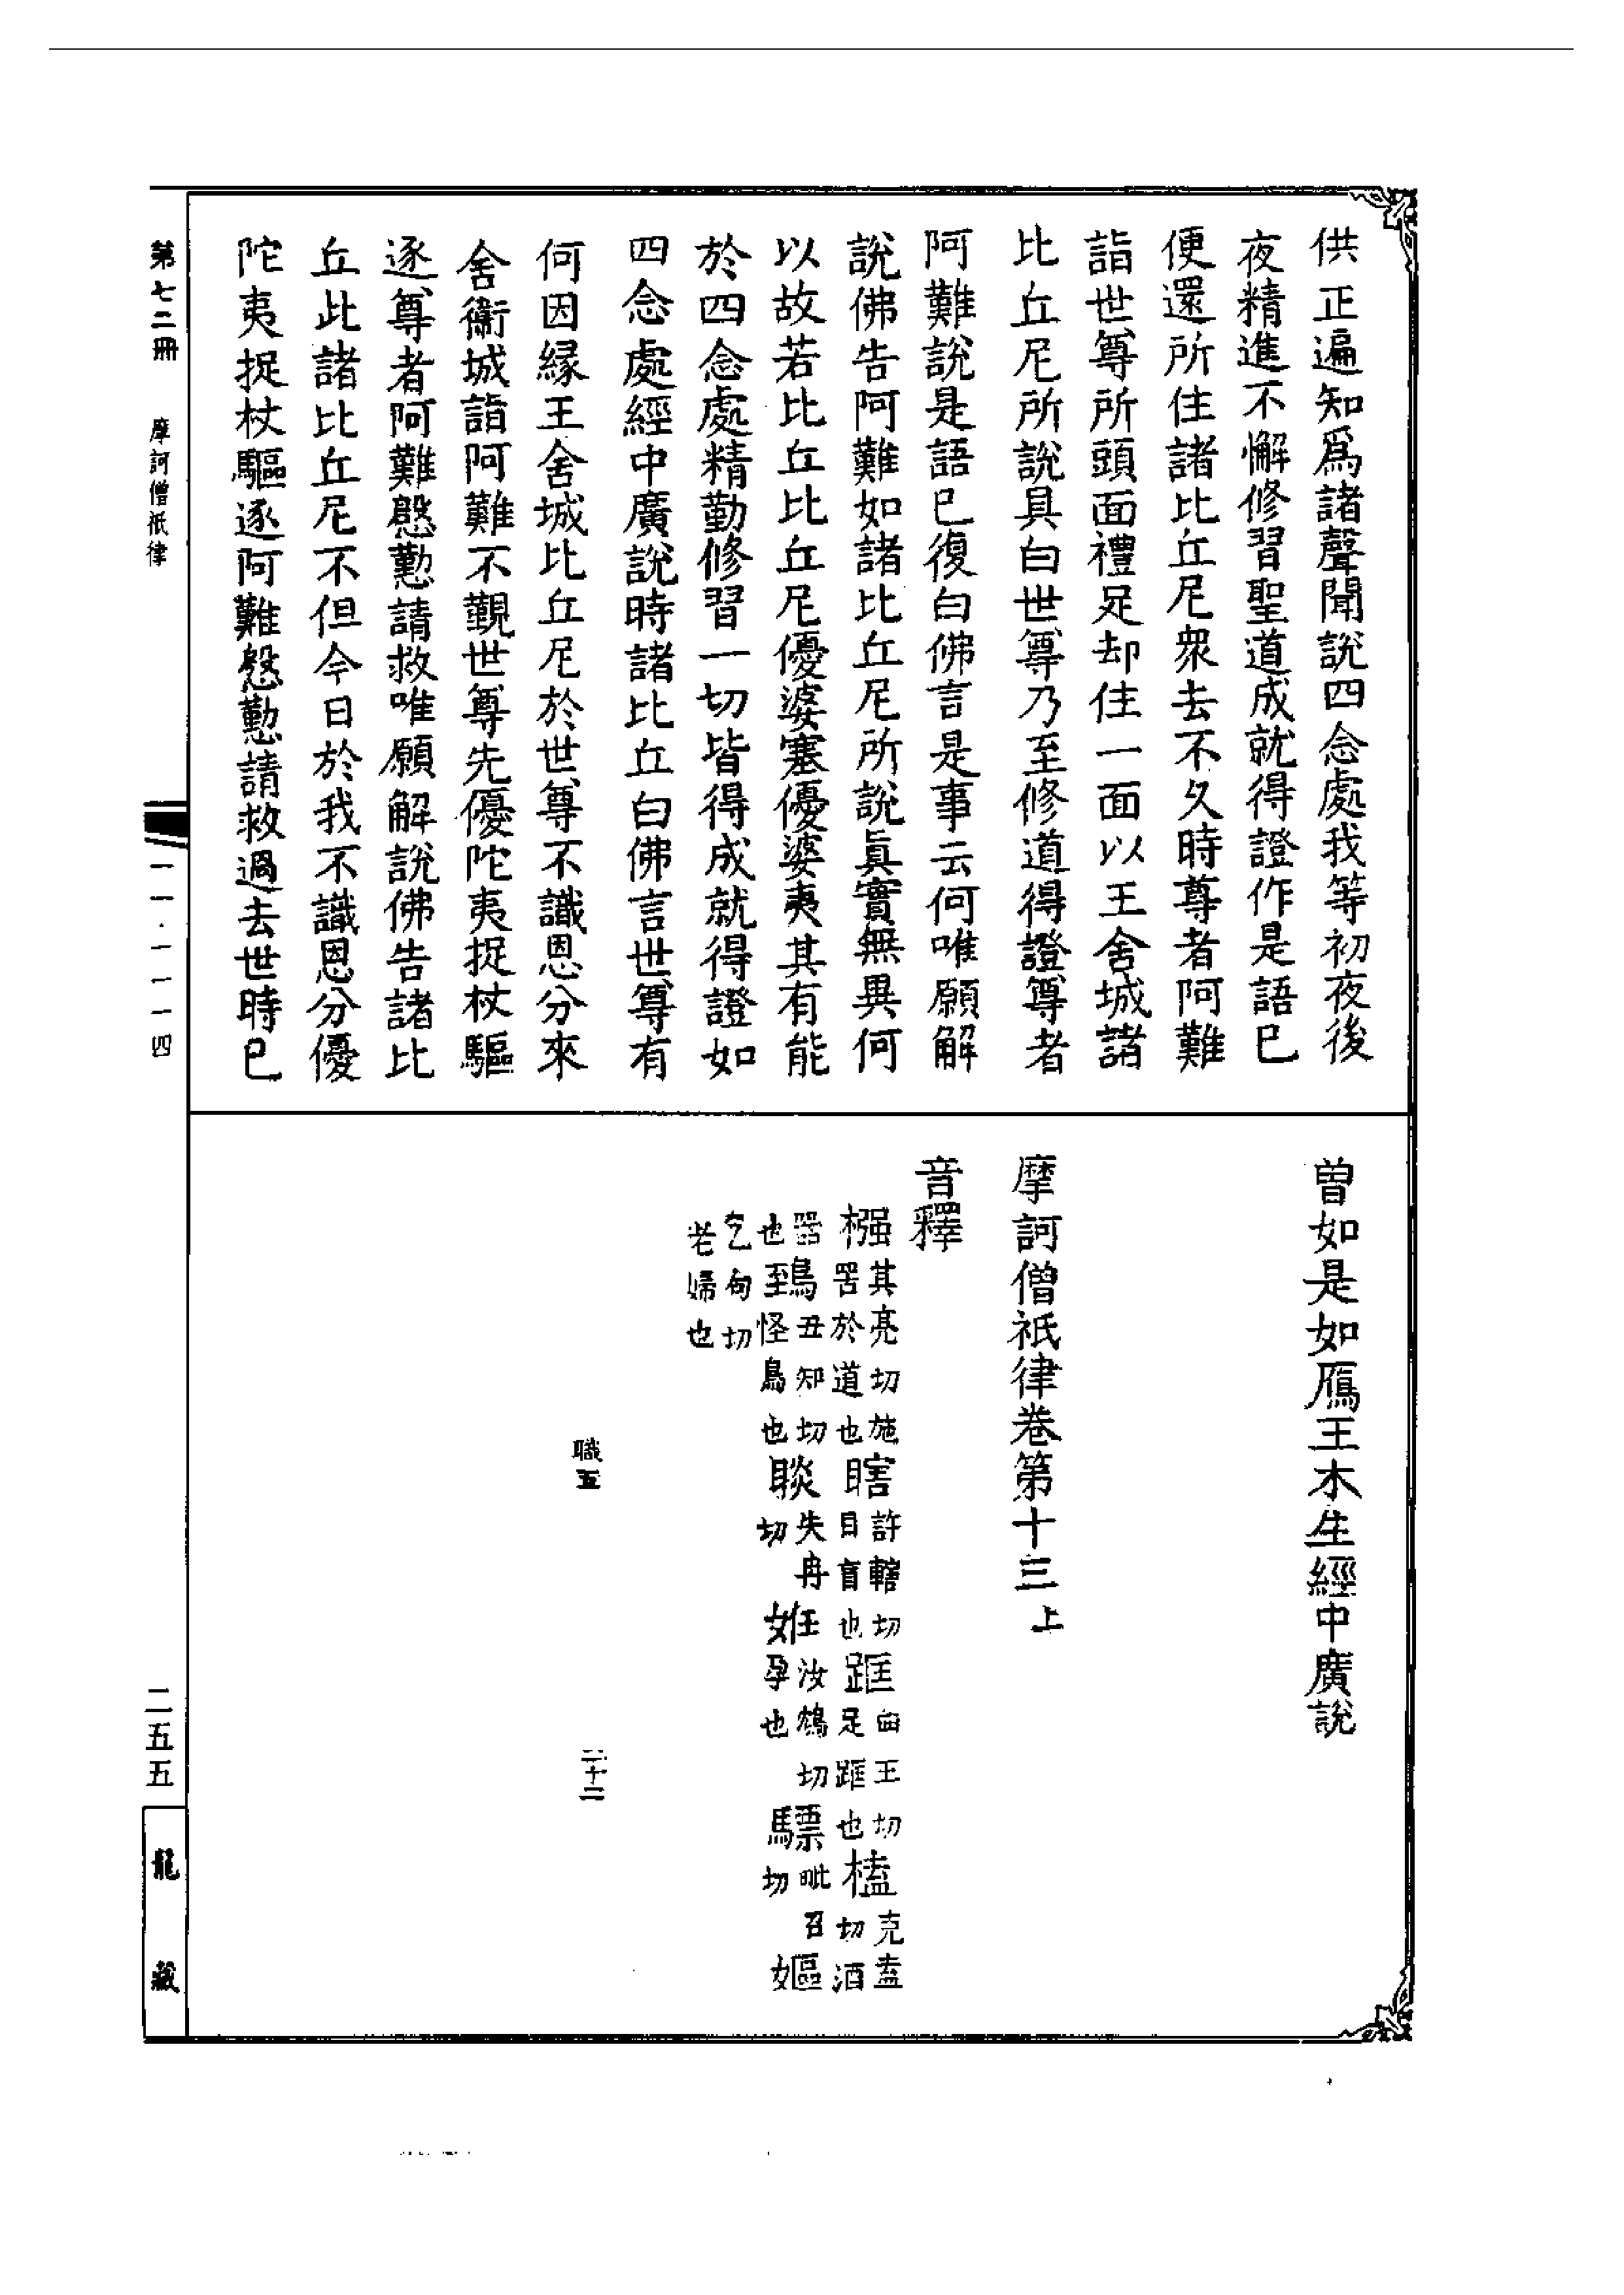 供正遍知爲諸聲聞說四念處我等初夜後
夜精進不懈修習聖道成就得證作是語巳
便還所住諸比丘尼衆去不久時尊者阿難
詣世尊所頭面禮足却住一面以王舍城諸
比丘尼所說具白世尊乃至修道得證尊者
阿難說是語巳復白佛言是事云何唯願解
說佛告阿難如諸比丘尼所說眞實無異何
以故若比丘比丘尼優婆塞優婆夷其有能
於四念處精勤修習一切皆得成就得證如
四念處經中廣說時諸比丘白佛言世尊有
何因緣王舍城比丘尼於世尊不識恩分來
舍衞城詣阿難不觀世尊先優陀夷捉杖驅
逐尊者阿難慇懃請救唯願解說佛告諸比
丘此諸比丘尼不但今日於我不識恩分優
陀夷捉杖驅逐阿難慇懃請救過去世時巳
曽如是如鴈王木生經中廣說
摩訶僧祇律卷第十三上
音釋
𣖯其亮切施罟於道也瞎許轄切目盲也䟫曲王切足䟫也榼克盍切酒
器也鵄丑知切至怪鳥也睒失冉切妊汝鴆切孕也驃毗召切嫗
乞句切老婦也
職五
二十二
第七二冊
摩訶僧祇律
一一·一一一四
二五五
龍藏